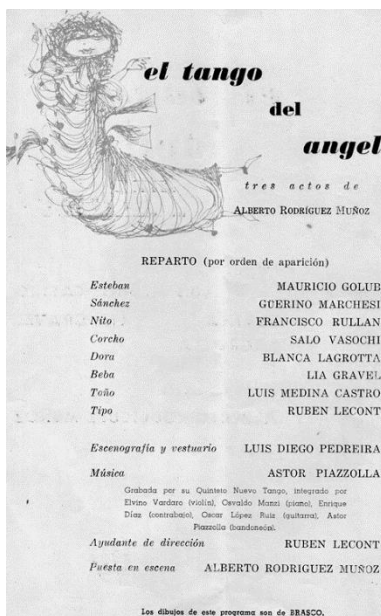 el tango
del
angel
tres actos de
ALBERTO RODRÍGUEZ MUÑOZ
REPARTO (por orden de aparición)
Esteban MAURICIO GOLUB
Sánchez GUERINO MARCHESI
Nito FRANCISCO RULLAN
Corcho SALO VASOCHI
Dora BLANCA LAGROTTA
Beba LIA GRAVEL
Toño LUIS MEDINA CASTRO
Tipo RUBEN LECONT
Escenografía y vestuario LUIS DIEGO PEDREIRA
Música ASTOR PIAZZOLLA
Grabada por su Quinteto Nuevo Tango, integrado por
Elvino Vardaro (violín), Osvaldo Manzi (piano), Enrique
Díaz (contrabajo), Oscar López Ruiz (guitarra), Astor
Piazzolla (bandoneón).
Ayudante de dirección RUBEN LECONT
Puesta en escena ALBERTO RODRIGUEZ MUÑOZ
Los dibujos de este programa son de BRASCO.